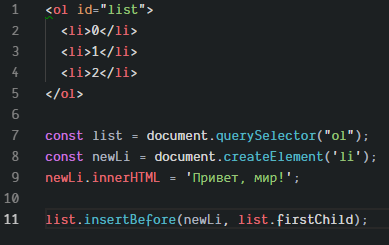 1 <ol id="list">
2   <li>0</li>
3   <li>1</li>
4   <li>2</li>
5 </ol>
6
7 const list = document.querySelector("ol");
8 const newLi = document.createElement('li');
9 newLi.innerHTML = 'Привет, мир!';
10
11 list.insertBefore(newLi, list.firstChild);